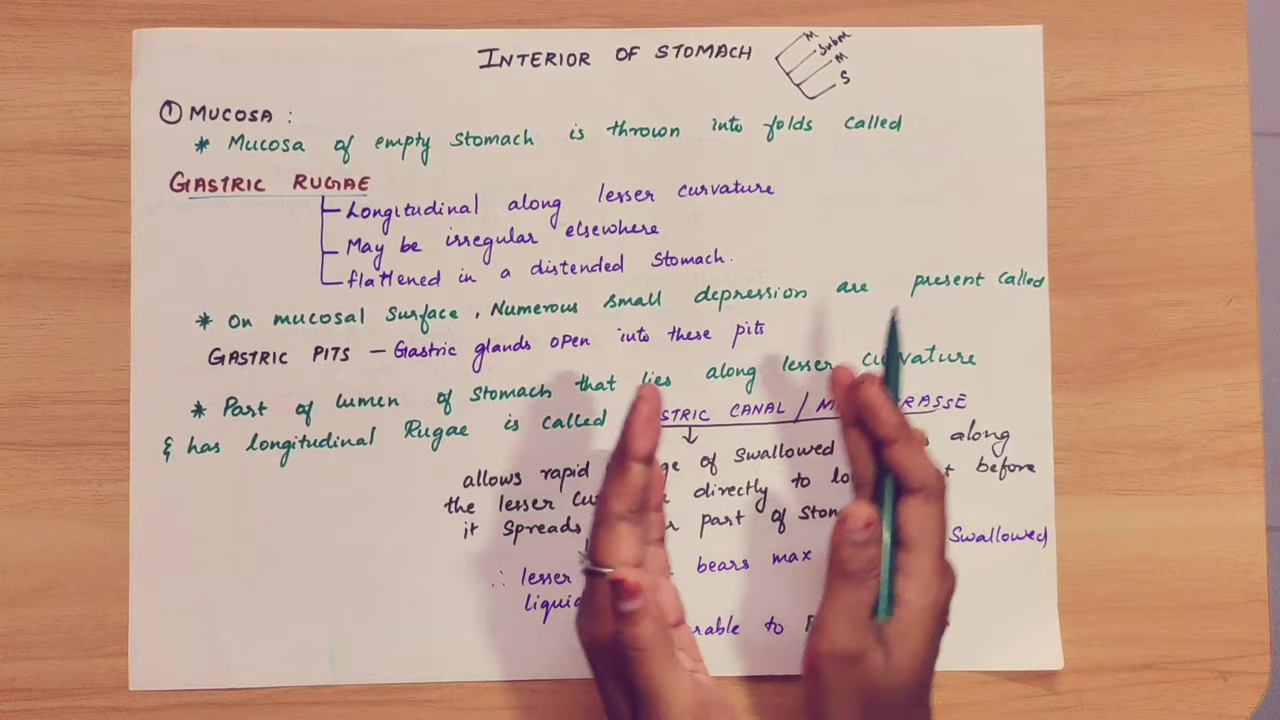 INTERIOR OF STOMACH
M
SubM
M
S
① MUCOSA :
* Mucosa of empty Stomach is thrown into folds called
GASTRIC RUGAE
Longitudinal along lesser curvature
May be irregular elsewhere
flattened in a distended Stomach.
* On mucosal Surface, Numerous small depression are present called
GASTRIC PITS — Gastric glands open into these pits
* Part of lumen of Stomach that lies along lesser curvature
& has longitudinal Rugae is called STRIC CANAL /
allows rapid of Swallowed along
the lesser directly to before
it Spreads part of
∴ lesser bears max Swallowed
to